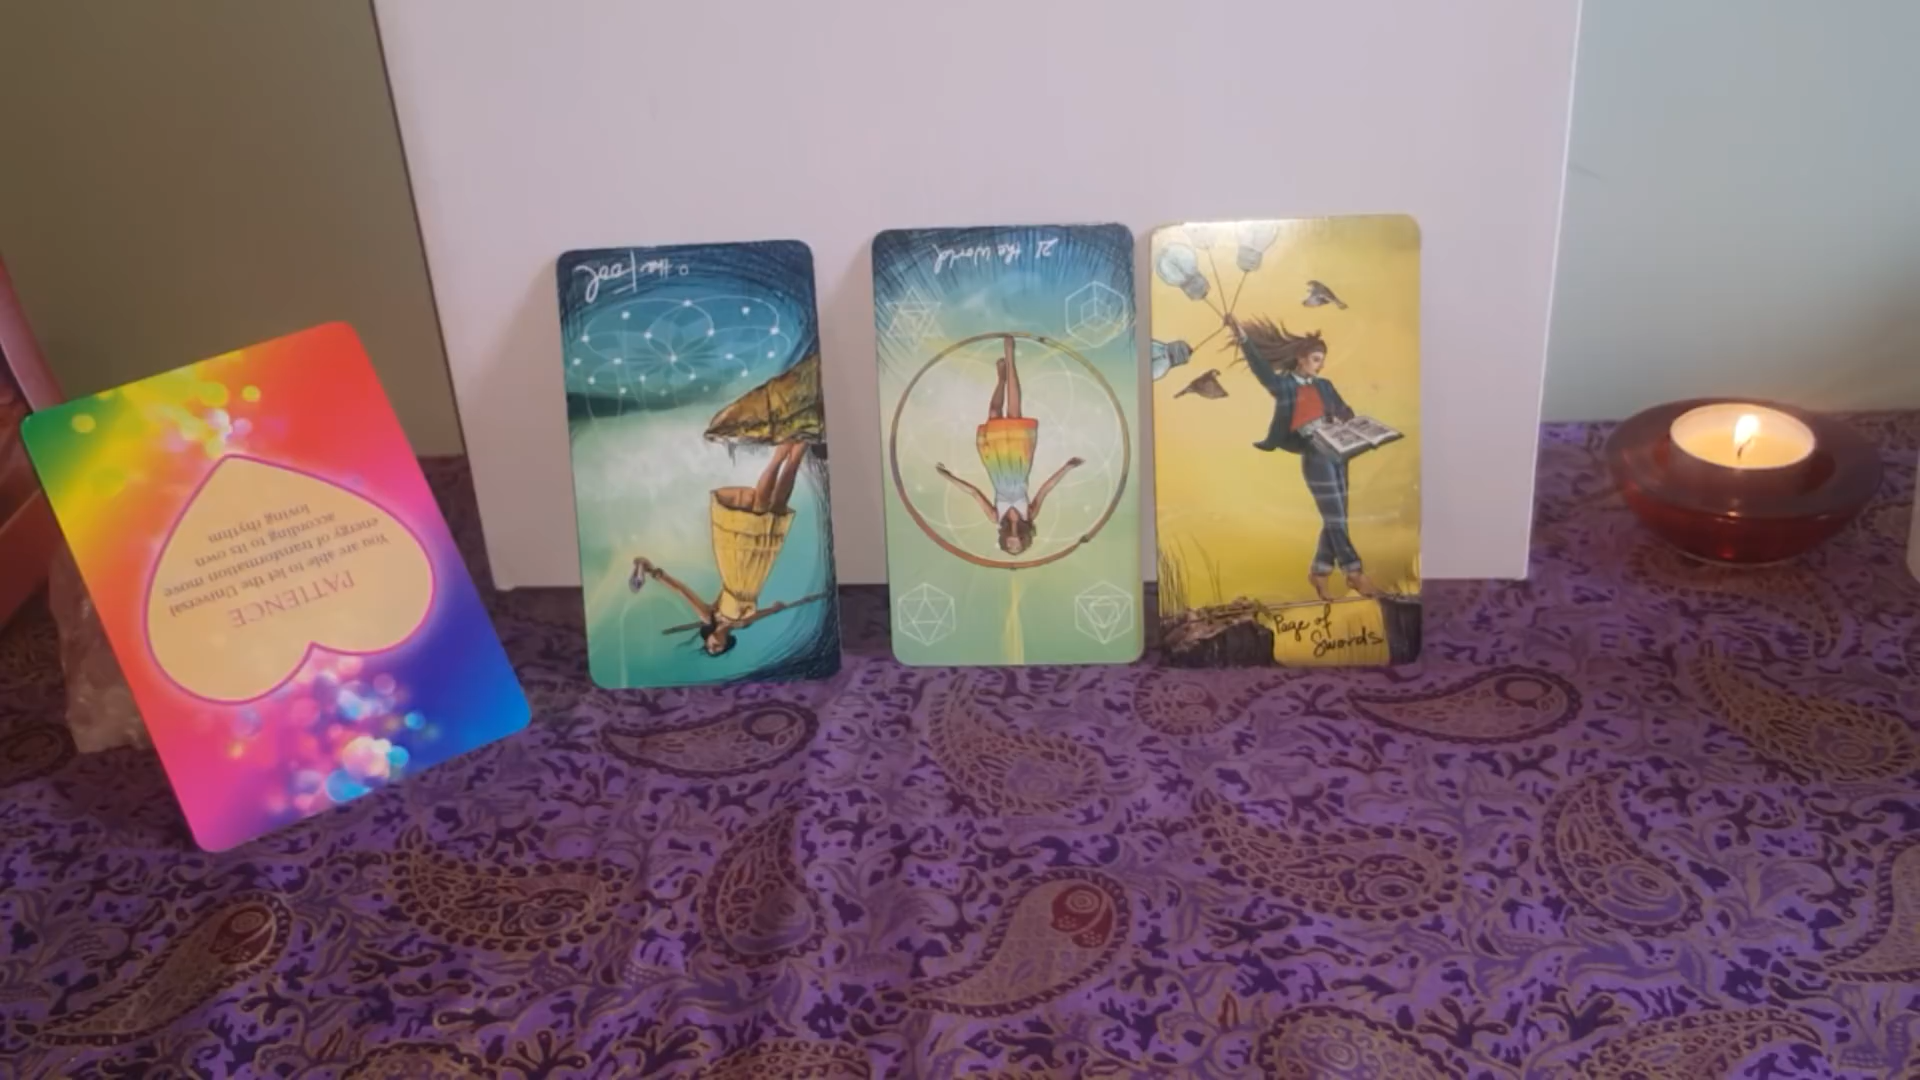 PATIENCE
You are able to let the Universal
energy of transformation move
according to its own
loving rhythm
0 the Fool
21 the World
Page of
Swords